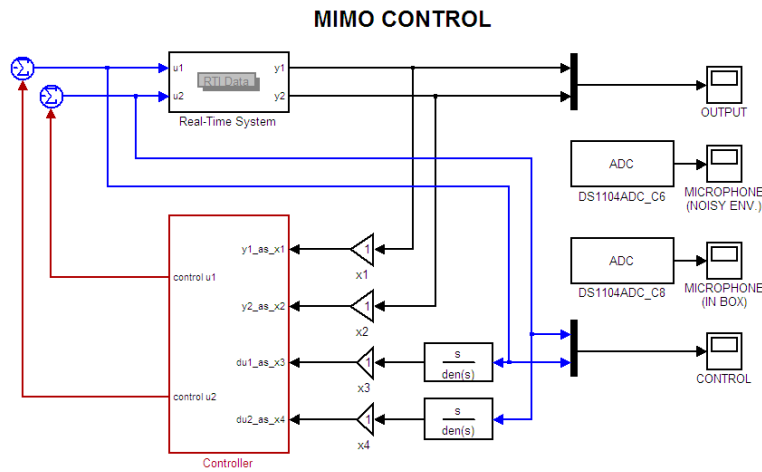 MIMO CONTROL
Σ
Σ
u1
u2
RTI Data
y1
y2
Real-Time System
OUTPUT
ADC
DS1104ADC_C6
MICROPHONE
(NOISY ENV.)
ADC
DS1104ADC_C8
MICROPHONE
(IN BOX)
CONTROL
control u1
control u2
y1_as_x1
y2_as_x2
du1_as_x3
du2_as_x4
Controller
1
x1
1
x2
1
x3
1
x4
s
den(s)
s
den(s)